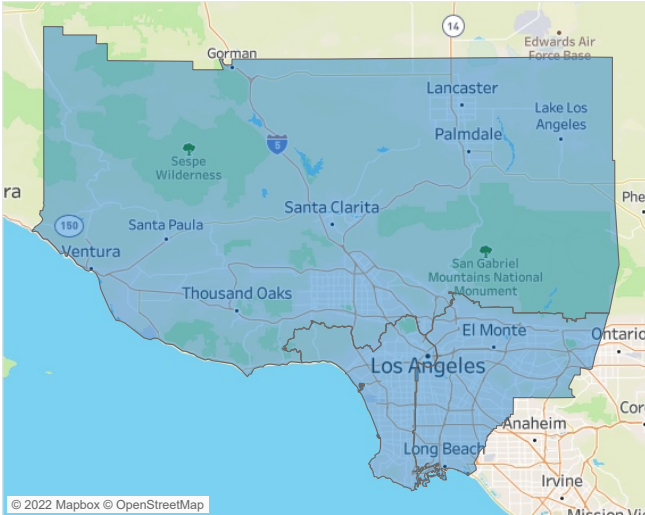 14
Edwards Air
Force Base
Gorman
Lancaster
Lake Los
Angeles
Palmdale
5
Sespe
Wilderness
ra
Phe
Santa Clarita
150
Santa Paula
Ventura
San Gabriel
Mountains National
Monument
Thousand Oaks
El Monte
Ontario
Los Angeles
Cor
Anaheim
Long Beach
Irvine
© 2022 Mapbox © OpenStreetMap
Mission Vi